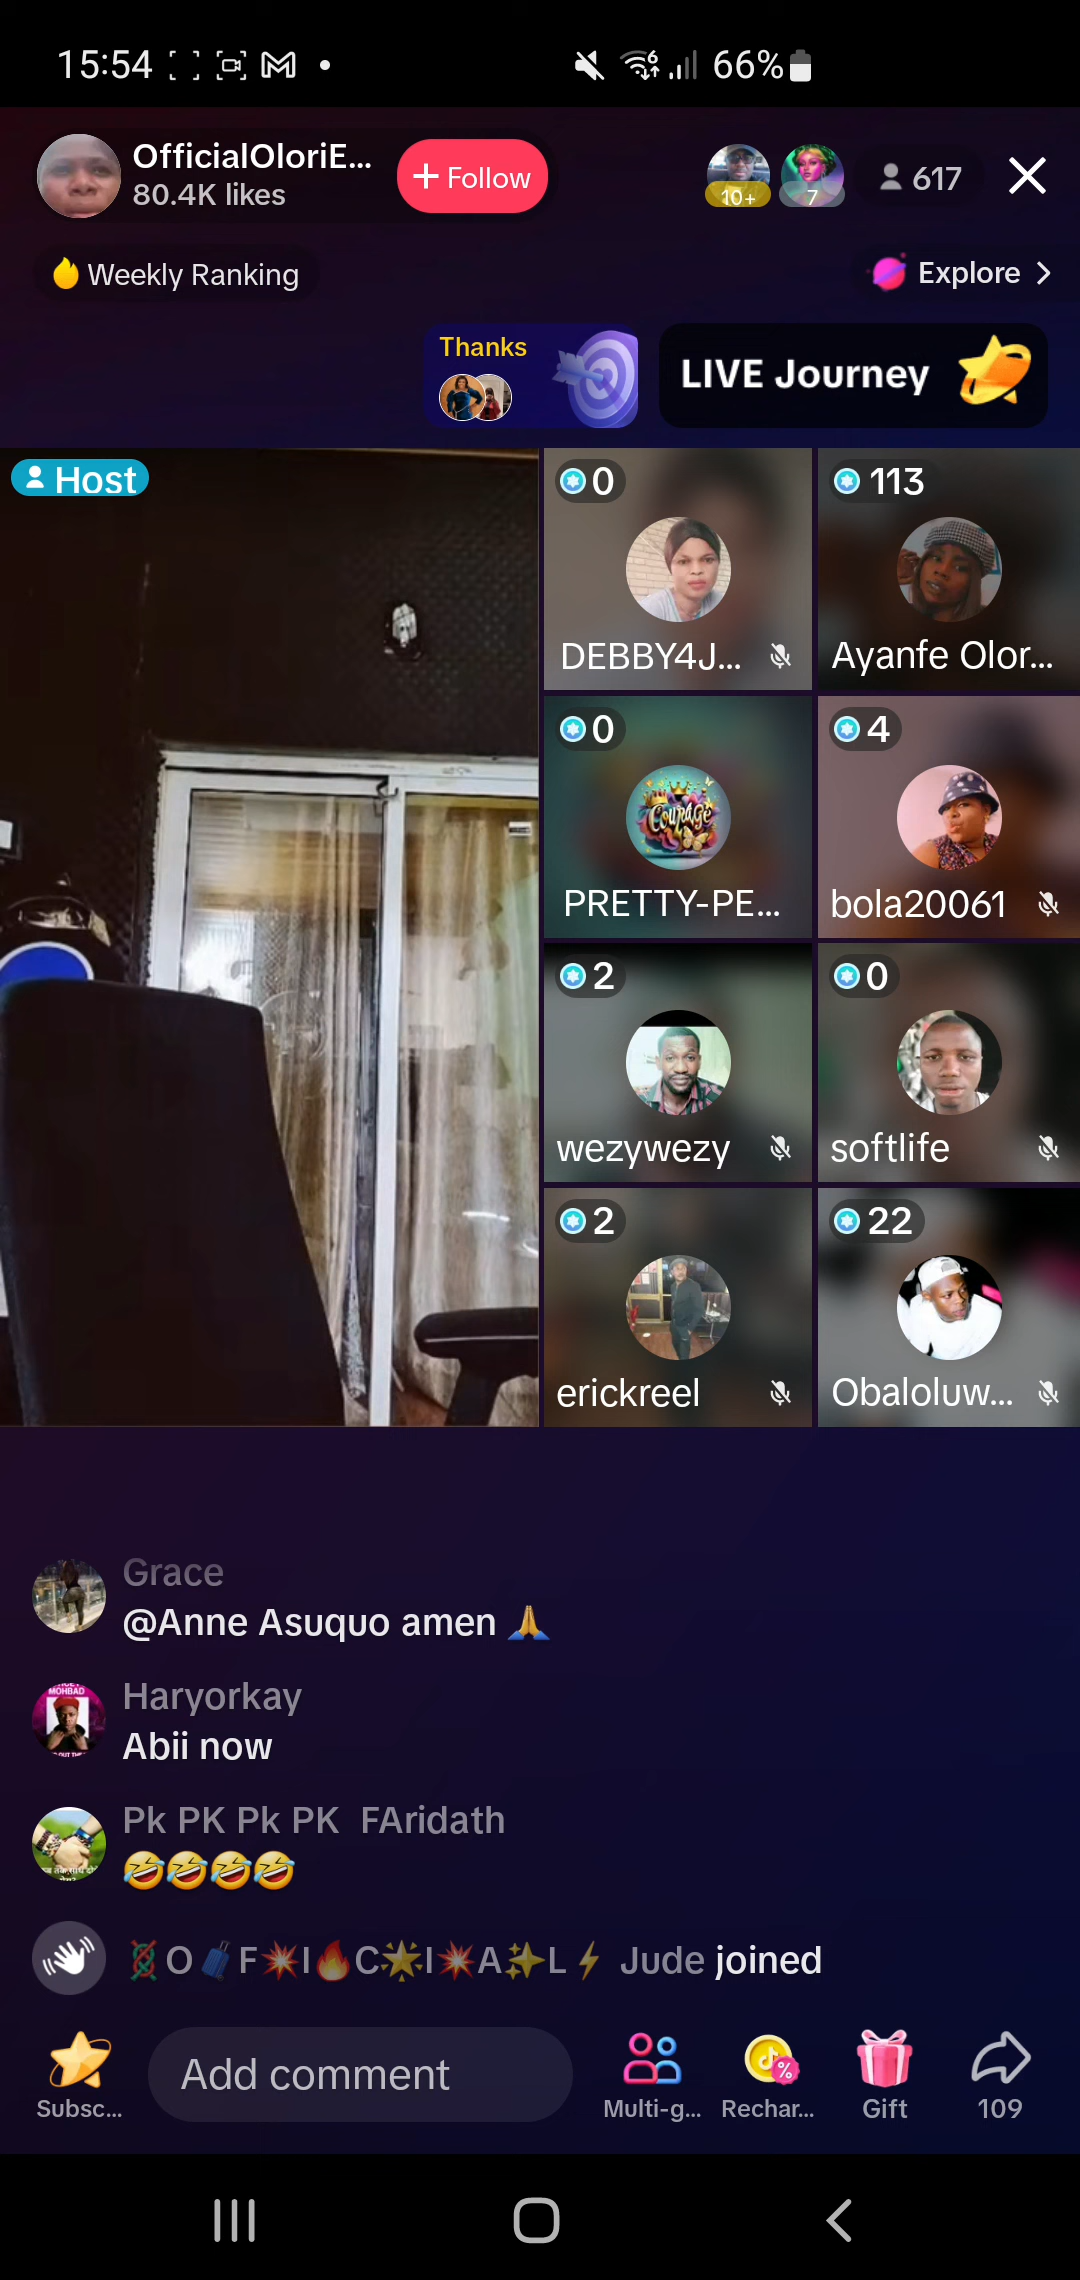 15:54
66%
OfficialOloriE...
80.4K likes
+ Follow
10+
7
617
Weekly Ranking
Explore
Thanks
LIVE Journey
Host
0
DEBBY4J...
113
Ayanfe Olor...
0
Courage
PRETTY-PE...
4
bola20061
2
wezywezy
0
softlife
2
erickreel
22
Obaloluw...
Grace
@Anne Asuquo amen 🙏
MOHBAD
Haryorkay
Abii now
Pk PK Pk PK FAridath
🤣🤣🤣🤣
O🧳F💥I🔥C🌟I💥A✨L⚡ Jude joined
Subsc...
Add comment
Multi-g...
Rechar...
Gift
109